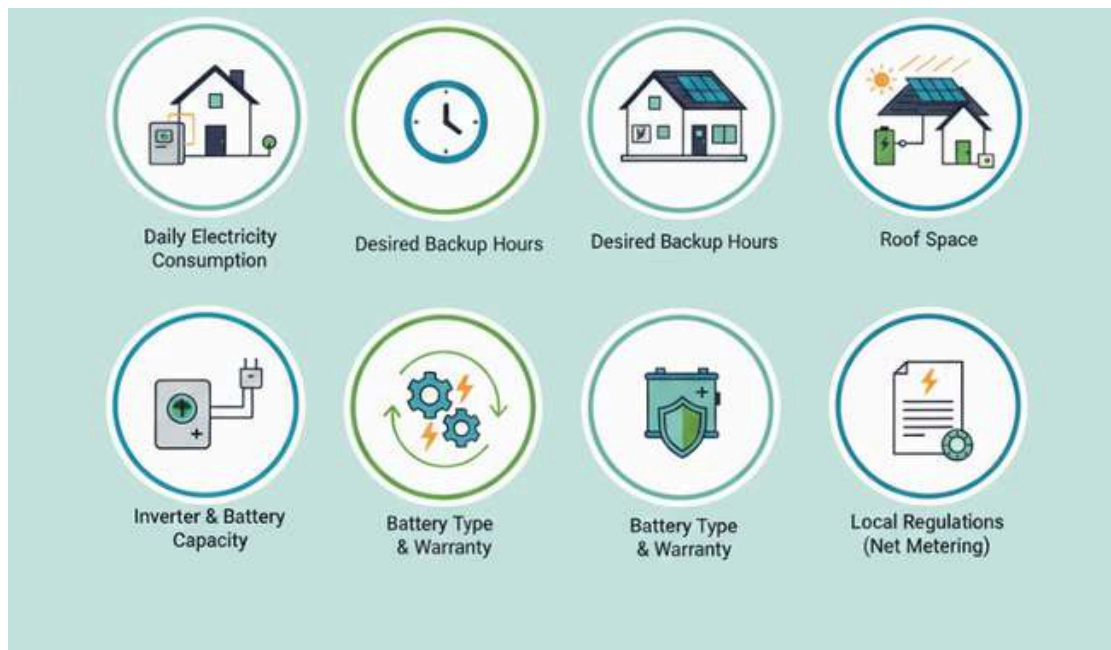 Daily Electricity
Consumption
Desired Backup Hours
Desired Backup Hours
Roof Space
Inverter & Battery
Capacity
Battery Type
& Warranty
Battery Type
& Warranty
Local Regulations
(Net Metering)